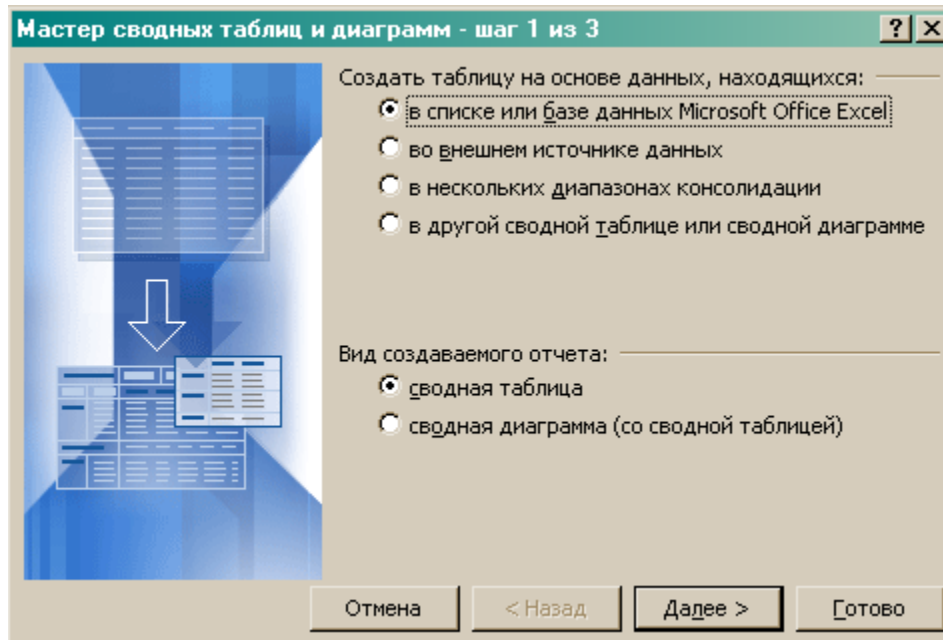 Мастер сводных таблиц и диаграмм - шаг 1 из 3
Создать таблицу на основе данных, находящихся:
в списке или базе данных Microsoft Office Excel
во внешнем источнике данных
в нескольких диапазонах консолидации
в другой сводной таблице или сводной диаграмме
Вид создаваемого отчета:
сводная таблица
сводная диаграмма (со сводной таблицей)
Отмена < Назад Далее > Готово